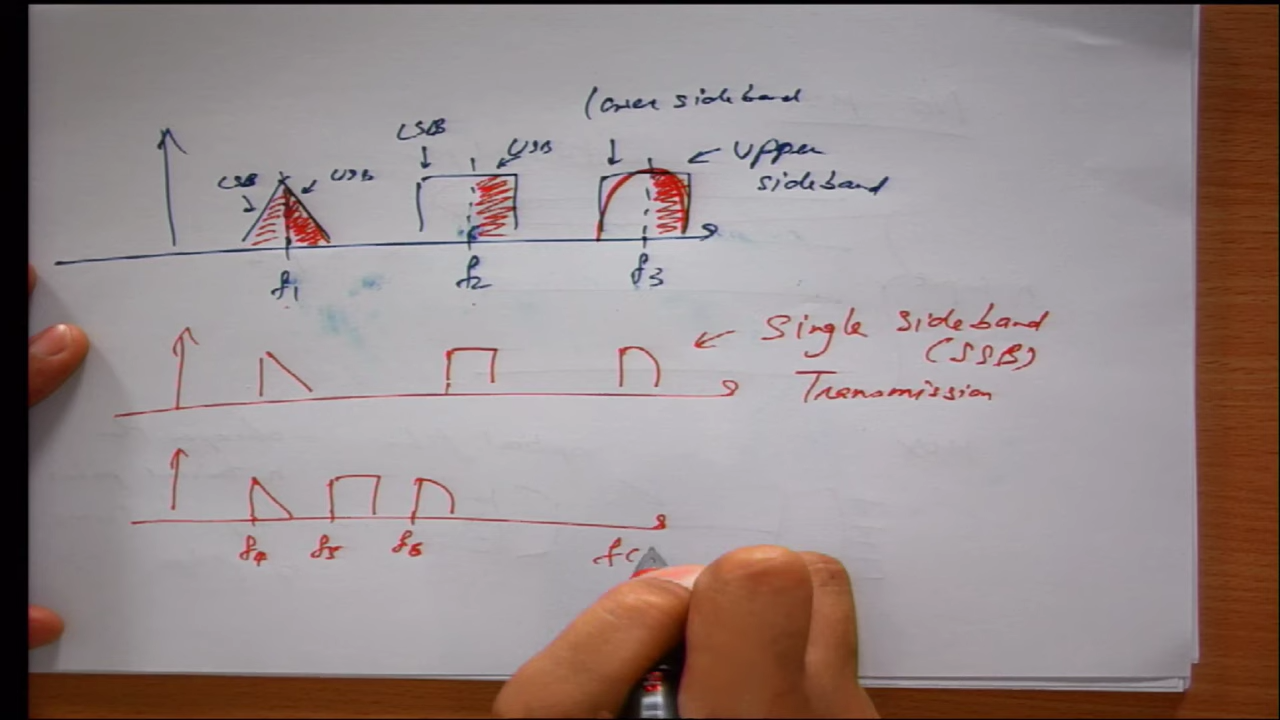 Lower sideband
LSB
USB
Upper
sideband
LSB
USB
f1
f2
f3
Single Sideband
(SSB)
Transmission
f4
f5
f6
fc